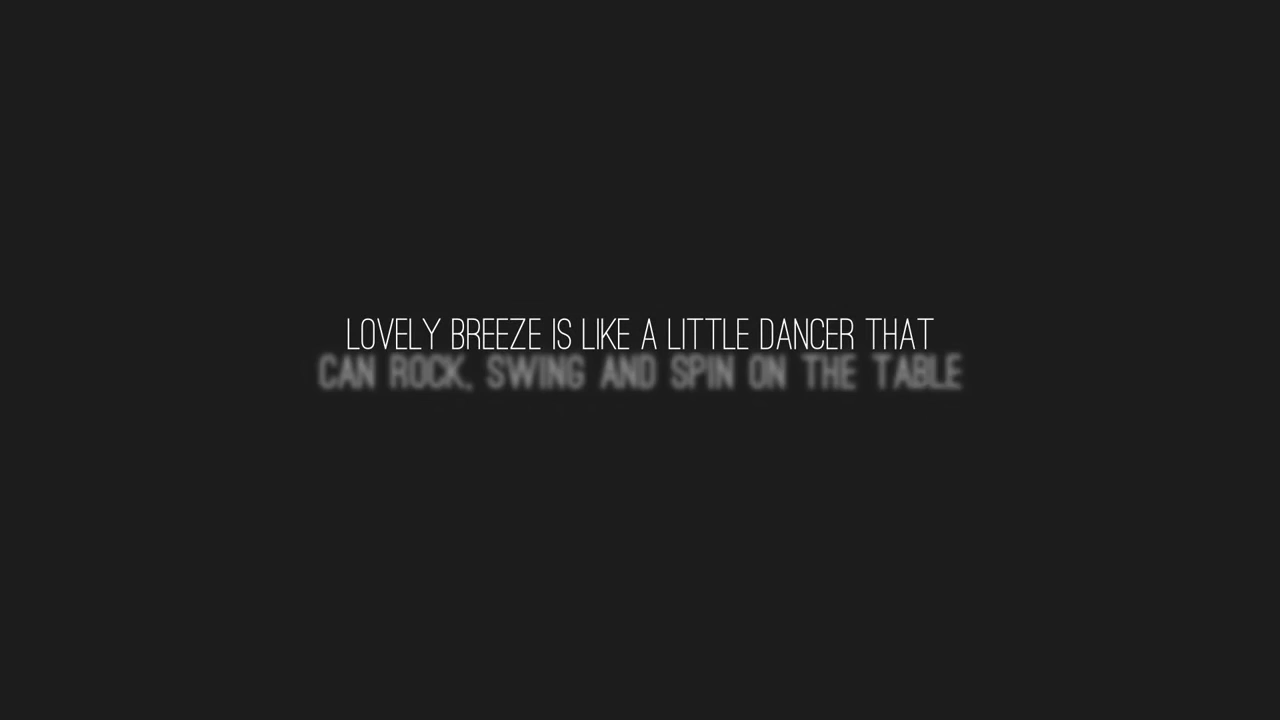 LOVELY BREEZE IS LIKE A LITTLE DANCER THAT
CAN ROCK, SWING AND SPIN ON THE TABLE